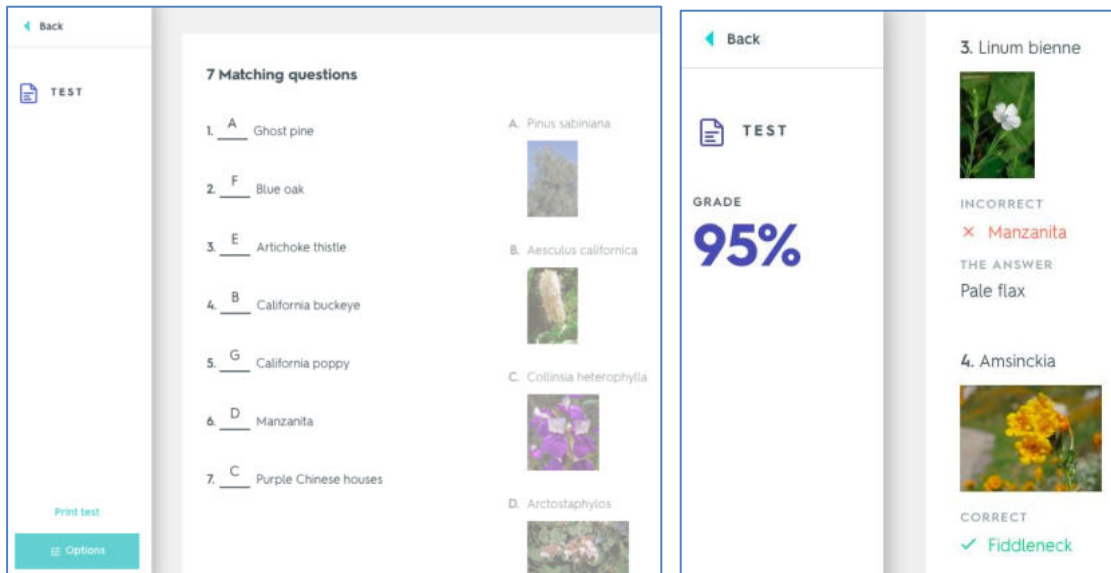 Back
TEST
Print test
Options
7 Matching questions
1. A Ghost pine
2. F Blue oak
3. E Artichoke thistle
4. B California buckeye
5. G California poppy
6. D Manzanita
7. C Purple Chinese houses
A. Pinus sabiniana
B. Aesculus californica
C. Collinsia heterophylla
D. Arctostaphylos
Back
TEST
GRADE
95%
3. Linum bienne
INCORRECT
× Manzanita
THE ANSWER
Pale flax
4. Amsinckia
CORRECT
✓ Fiddleneck